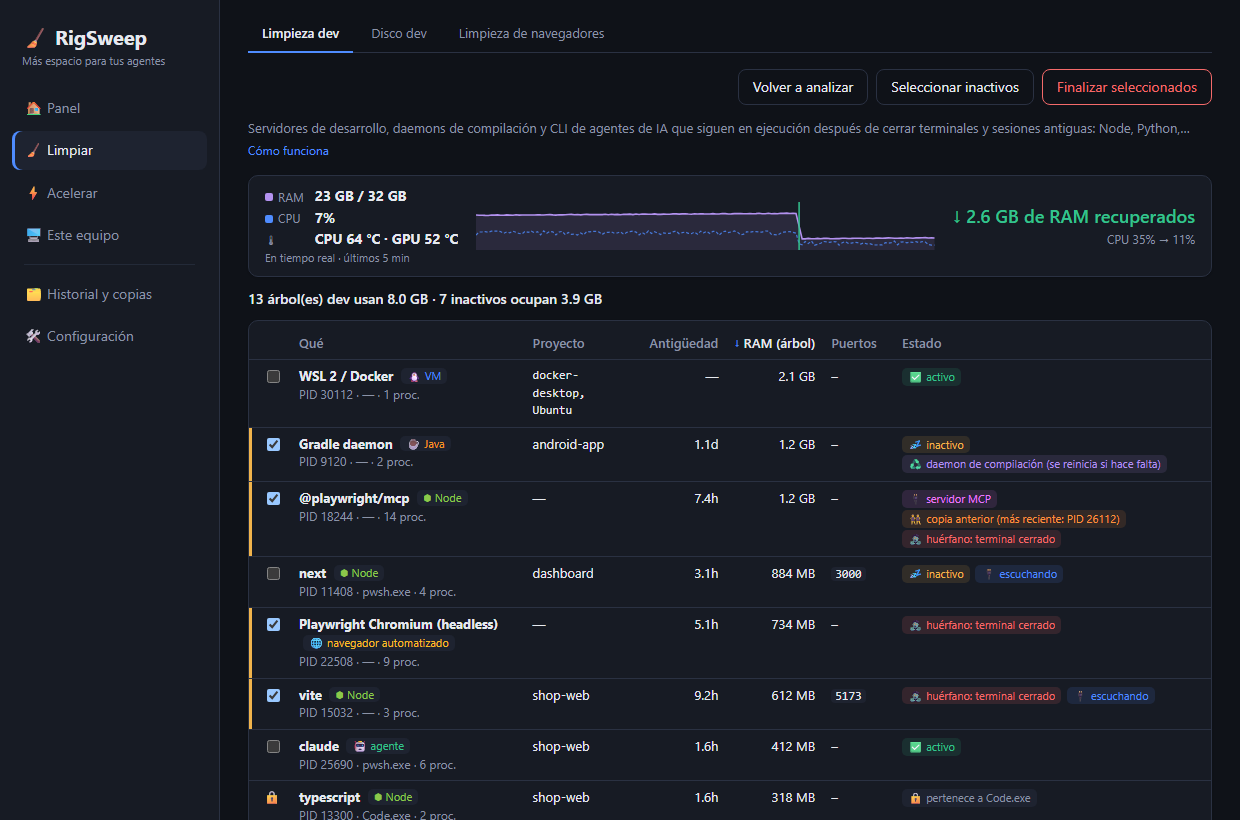 RigSweep
Más espacio para tus agentes
Panel
Limpiar
Acelerar
Este equipo
Historial y copias
Configuración
Limpieza dev
Disco dev
Limpieza de navegadores
Volver a analizar
Seleccionar inactivos
Finalizar seleccionados
Servidores de desarrollo, daemons de compilación y CLI de agentes de IA que siguen en ejecución después de cerrar terminales y sesiones antiguas: Node, Python,...
Cómo funciona
RAM 23 GB / 32 GB
CPU 7%
CPU 64 °C · GPU 52 °C
En tiempo real · últimos 5 min
↓ 2.6 GB de RAM recuperados
CPU 35% → 11%
13 árbol(es) dev usan 8.0 GB · 7 inactivos ocupan 3.9 GB
Qué Proyecto Antigüedad ↓ RAM (árbol) Puertos Estado
WSL 2 / Docker VM docker-desktop, Ubuntu — 2.1 GB – activo
PID 30112 · — · 1 proc.
Gradle daemon Java android-app 1.1d 1.2 GB – inactivo
PID 9120 · — · 2 proc. daemon de compilación (se reinicia si hace falta)
@playwright/mcp Node — 7.4h 1.2 GB – servidor MCP
PID 18244 · — · 14 proc. copia anterior (más reciente: PID 26112)
huérfano: terminal cerrado
next Node dashboard 3.1h 884 MB 3000 inactivo escuchando
PID 11408 · pwsh.exe · 4 proc.
Playwright Chromium (headless) — 5.1h 734 MB – huérfano: terminal cerrado
navegador automatizado
PID 22508 · — · 9 proc.
vite Node shop-web 9.2h 612 MB 5173 huérfano: terminal cerrado escuchando
PID 15032 · — · 3 proc.
claude agente shop-web 1.6h 412 MB – activo
PID 25690 · pwsh.exe · 6 proc.
typescript Node shop-web 1.6h 318 MB – pertenece a Code.exe
PID 13300 · Code.exe · 2 proc.